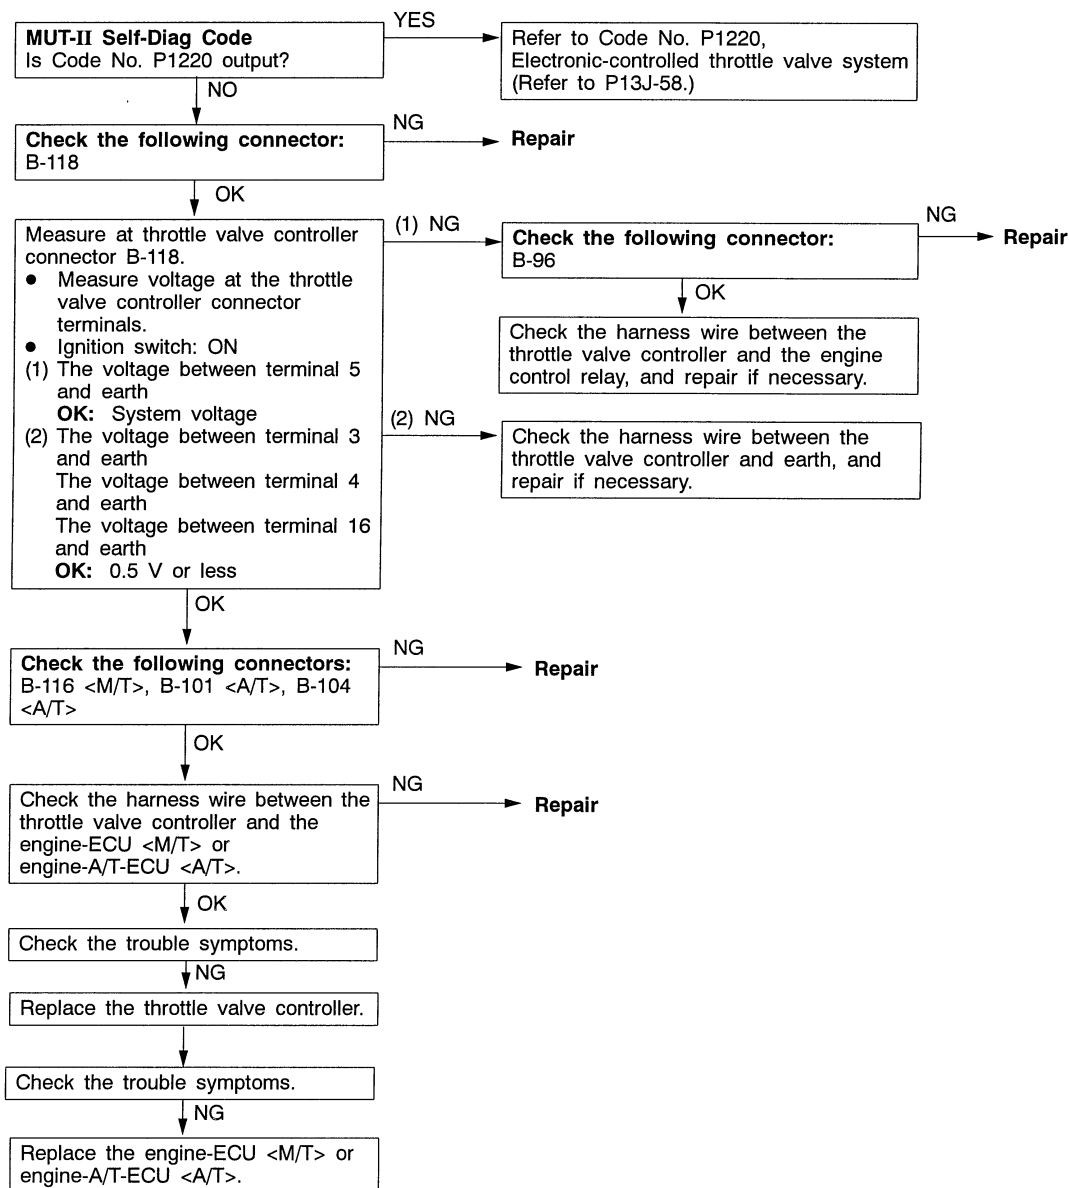 MUT-II Self-Diag Code
Is Code No. P1220 output?
YES
Refer to Code No. P1220,
Electronic-controlled throttle valve system
(Refer to P13J-58.)
NO
Check the following connector:
B-118
NG
Repair
OK
Measure at throttle valve controller
connector B-118.
● Measure voltage at the throttle
valve controller connector
terminals.
● Ignition switch: ON
(1) The voltage between terminal 5
and earth
OK: System voltage
(2) The voltage between terminal 3
and earth
The voltage between terminal 4
and earth
The voltage between terminal 16
and earth
OK: 0.5 V or less
(1) NG
Check the following connector:
B-96
NG
Repair
OK
Check the harness wire between the
throttle valve controller and the engine
control relay, and repair if necessary.
(2) NG
Check the harness wire between the
throttle valve controller and earth, and
repair if necessary.
OK
Check the following connectors:
B-116 <M/T>, B-101 <A/T>, B-104
<A/T>
NG
Repair
OK
Check the harness wire between the
throttle valve controller and the
engine-ECU <M/T> or
engine-A/T-ECU <A/T>.
NG
Repair
OK
Check the trouble symptoms.
NG
Replace the throttle valve controller.
Check the trouble symptoms.
NG
Replace the engine-ECU <M/T> or
engine-A/T-ECU <A/T>.